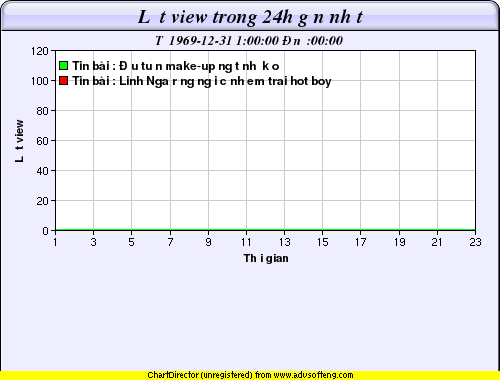 L t view trong 24h g n nh t
T 1969-12-31 1:00:00 Đn :00:00
120
Tin bài : Đ u tu n make-up ng t nh k o
100
Tin bài : Linh Nga r ng ng i c nh em trai hot boy
80
60
40
20
0
L t view
1 3 5 7 9 11 13 15 17 19 21 23
Th i gian
ChartDirector (unregistered) from www.advsofteng.com